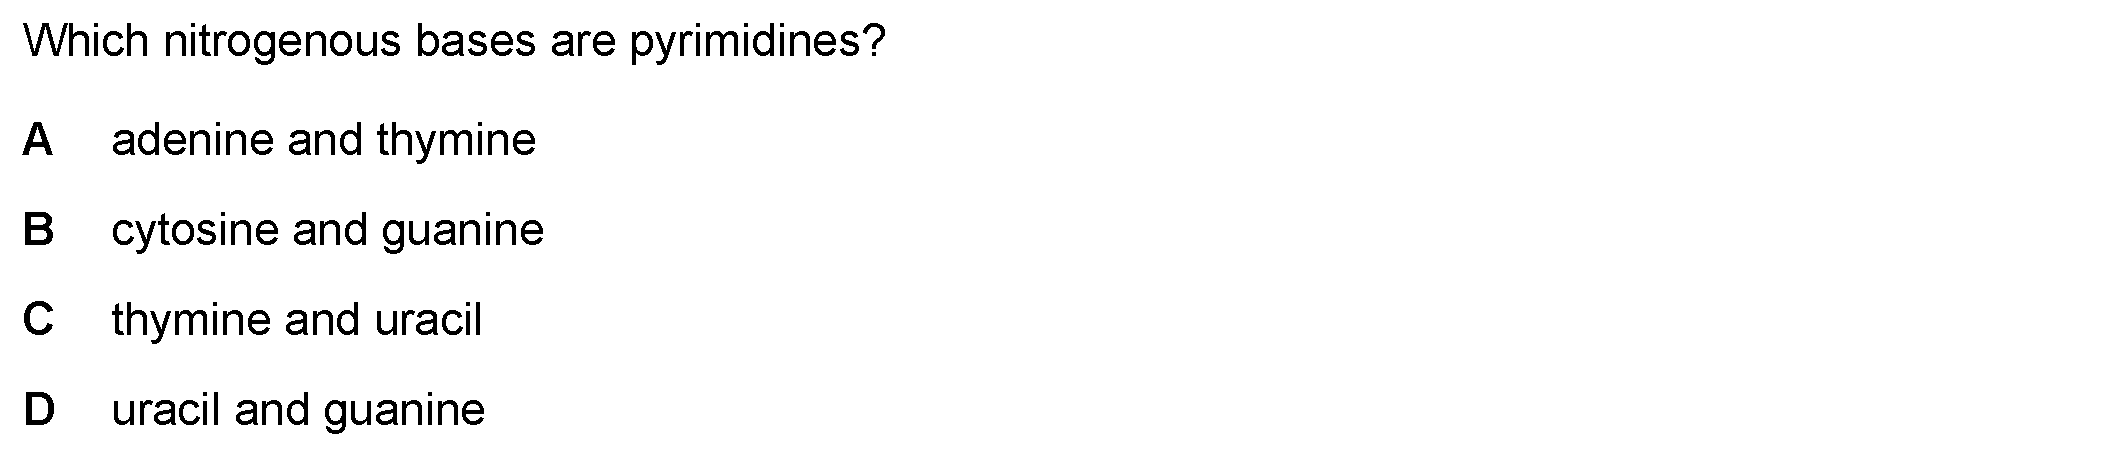 Which nitrogenous bases are pyrimidines?
A adenine and thymine
B cytosine and guanine
C thymine and uracil
D uracil and guanine